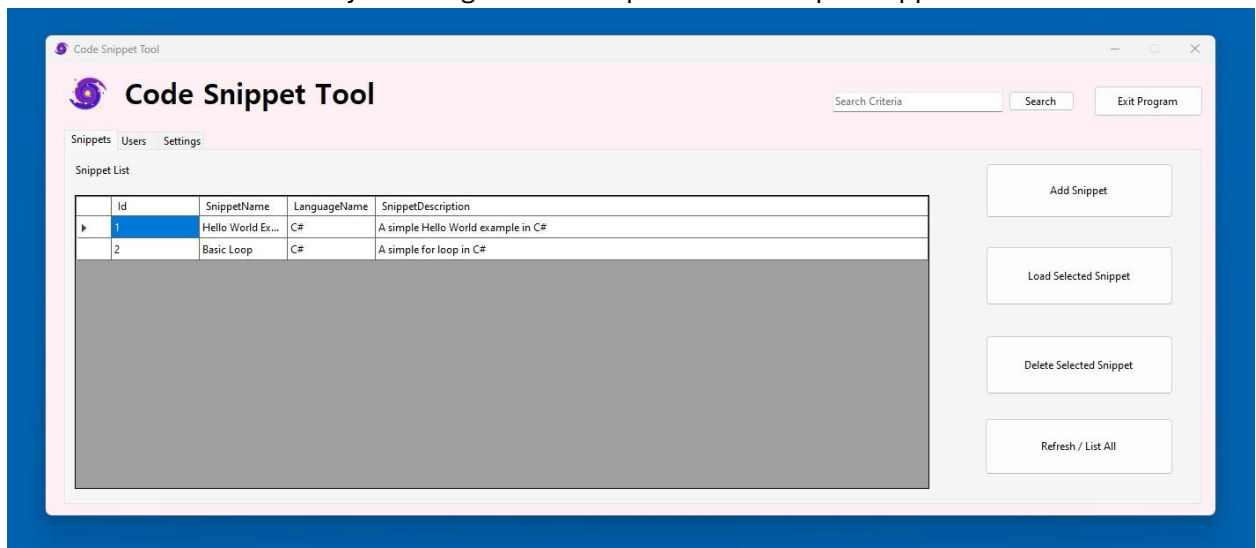 Code Snippet Tool
Code Snippet Tool
Search Criteria
Search
Exit Program
Snippets Users Settings
Snippet List
Add Snippet
Id SnippetName LanguageName SnippetDescription
1 Hello World Ex... C# A simple Hello World example in C#
2 Basic Loop C# A simple for loop in C#
Load Selected Snippet
Delete Selected Snippet
Refresh / List All